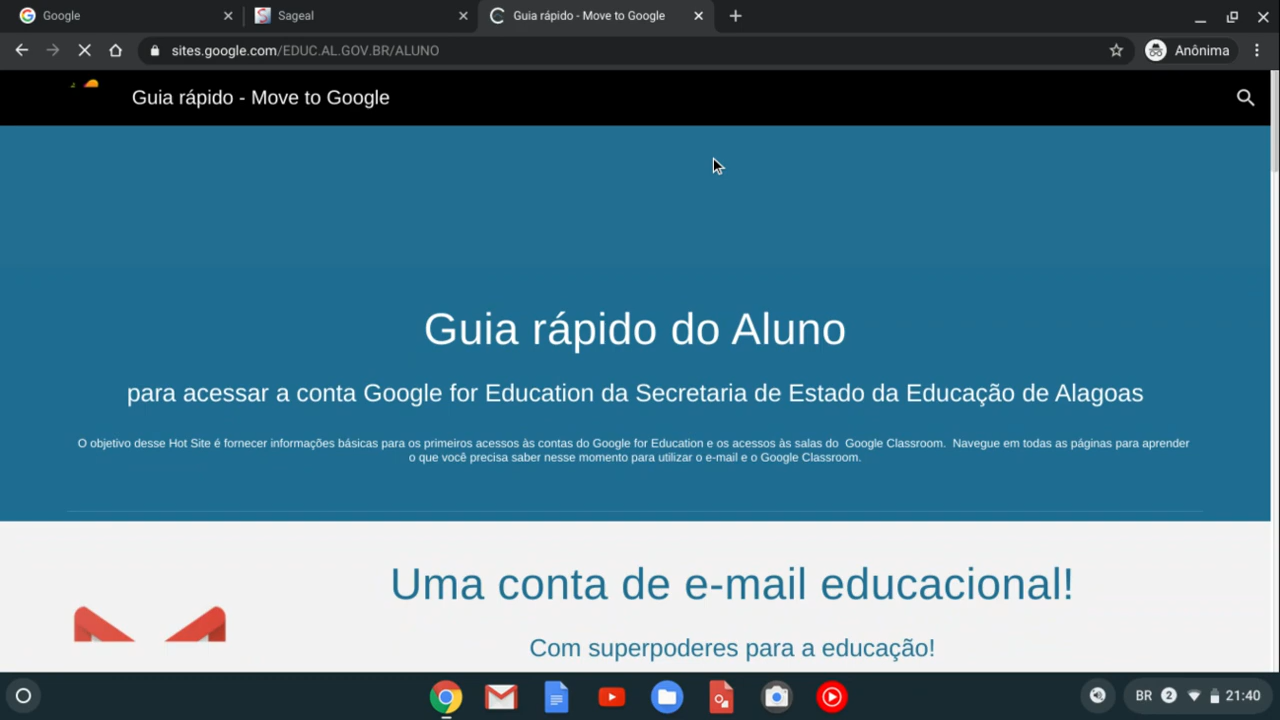 Google
Sageal
Guia rápido - Move to Google
sites.google.com/EDUC.AL.GOV.BR/ALUNO
Anônima
Guia rápido - Move to Google
Guia rápido do Aluno
para acessar a conta Google for Education da Secretaria de Estado da Educação de Alagoas
O objetivo desse Hot Site é fornecer informações básicas para os primeiros acessos às contas do Google for Education e os acessos às salas do Google Classroom. Navegue em todas as páginas para aprender
o que você precisa saber nesse momento para utilizar o e-mail e o Google Classroom.
Uma conta de e-mail educacional!
Com superpoderes para a educação!
BR 2 21:40